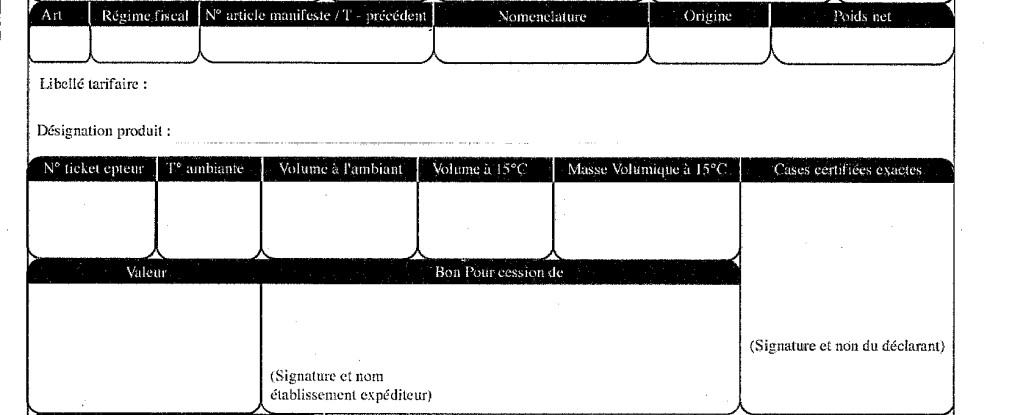 Art Régime fiscal N° article manifeste / T - précédent Nomenclature Origine Poids net
Libellé tarifaire :
Désignation produit :
N° ticket cpteur T° ambiante Volume à l'ambiant Volume à 15°C Masse Volumique à 15°C Cases certifiées exactes
Valeur Bon Pour cession de
(Signature et non du déclarant)
(Signature et nom
établissement expéditeur)